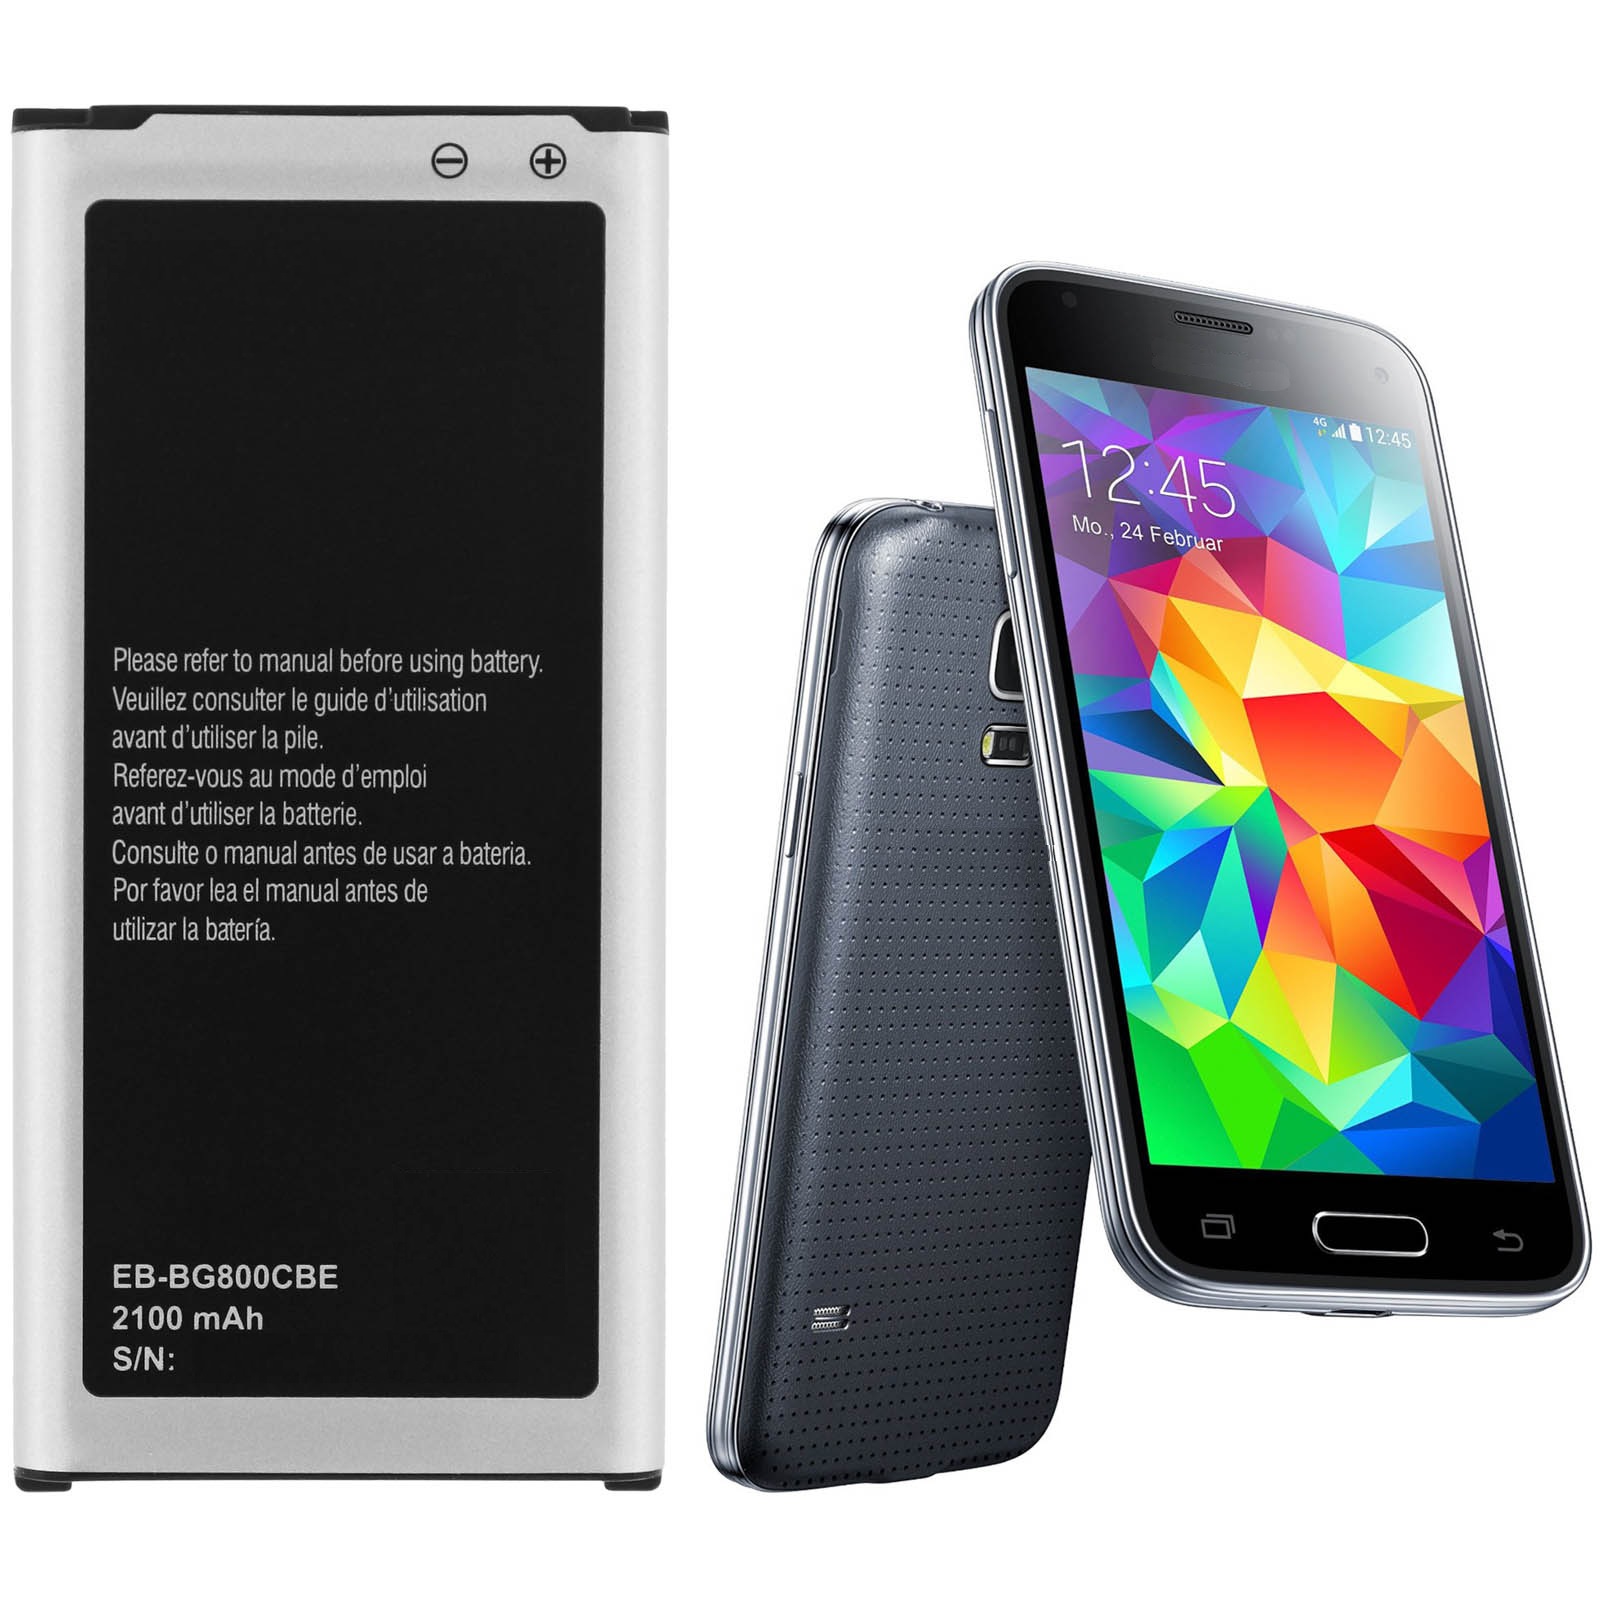 Please refer to manual before using battery.
Veuillez consulter le guide d'utilisation
avant d'utiliser la pile.
Referez-vous au mode d'emploi
avant d'utiliser la batterie.
Consulte o manual antes de usar a bateria.
Por favor lea el manual antes de
utilizar la batería.
EB-BG800CBE
2100 mAh
S/N:
4G 12:45
12:45
Mo., 24 Februar